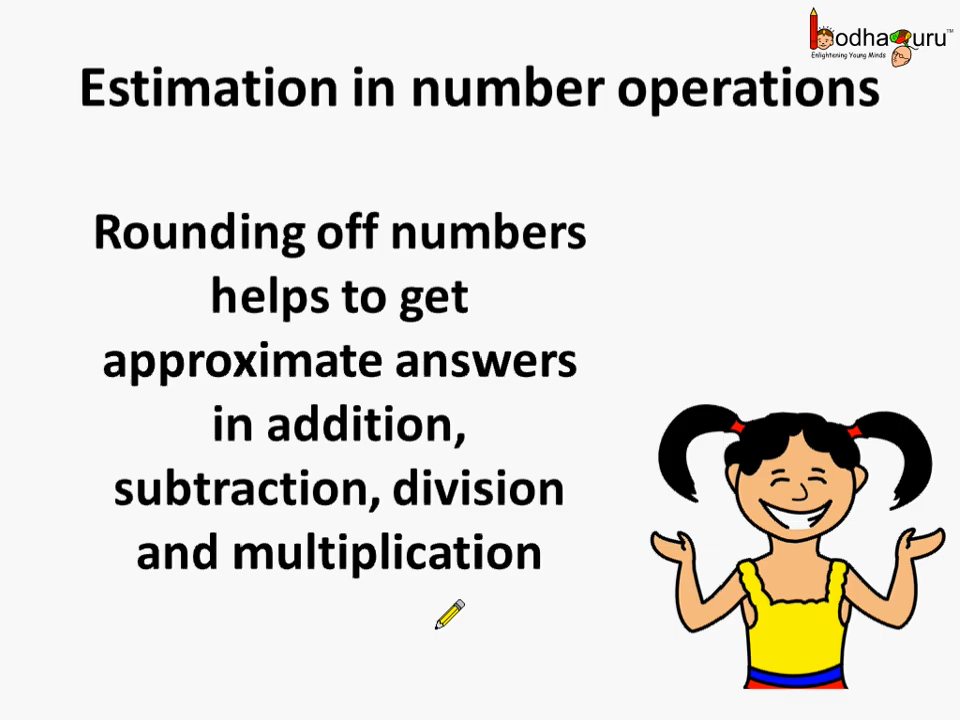 bodhaguru™
Enlightening Young Minds
Estimation in number operations
Rounding off numbers
helps to get
approximate answers
in addition,
subtraction, division
and multiplication